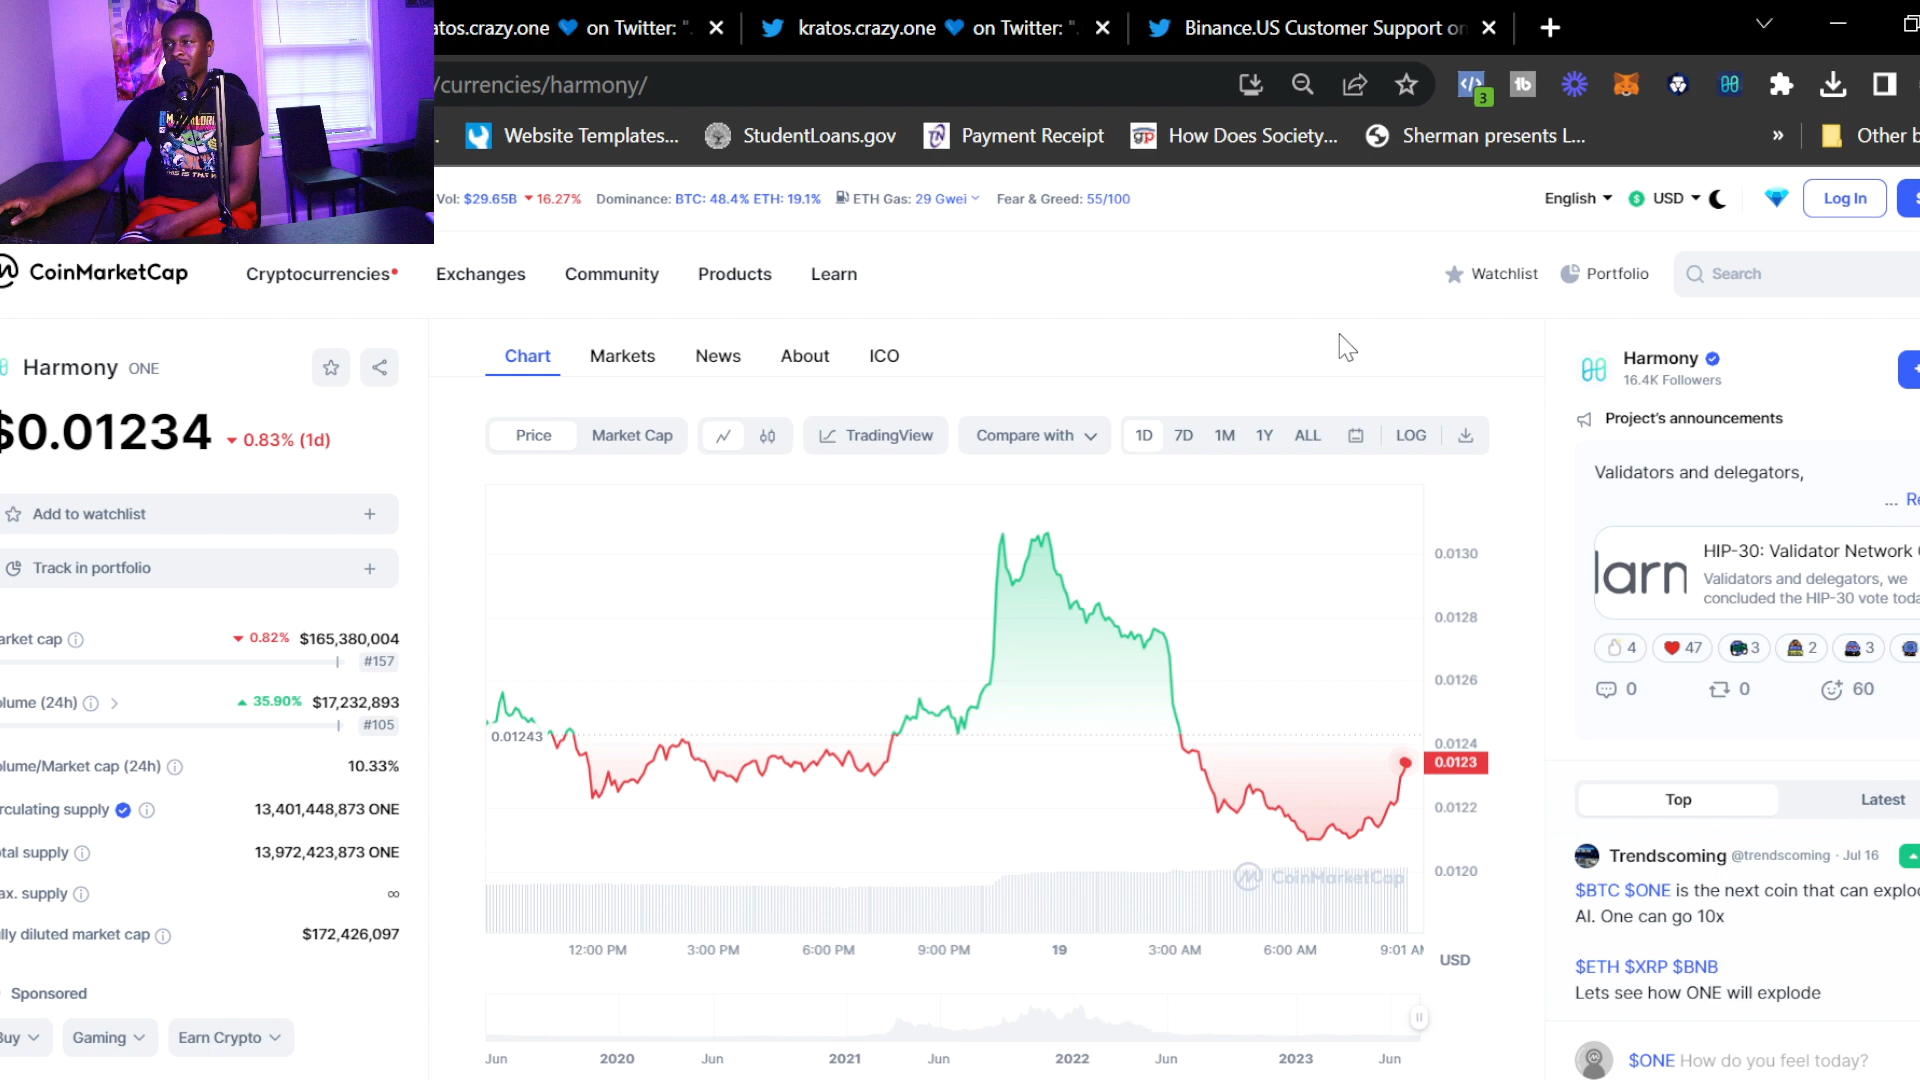 atos.crazy.one 💙 on Twitter: ".
kratos.crazy.one 💙 on Twitter: ".
Binance.US Customer Support on
/currencies/harmony/
3
tb
Website Templates...
StudentLoans.gov
TN
Payment Receipt
gp
How Does Society...
Sherman presents L...
»
Other b
Vol: $29.65B 16.27% Dominance: BTC: 48.4% ETH: 19.1% ETH Gas: 29 Gwei Fear & Greed: 55/100
English
USD
Log In
CoinMarketCap
Cryptocurrencies
Exchanges
Community
Products
Learn
Watchlist
Portfolio
Search
Harmony ONE
$0.01234 0.83% (1d)
Add to watchlist +
Track in portfolio +
arket cap 0.82% $165,380,004
#157
olume (24h) 35.90% $17,232,893
#105
olume/Market cap (24h) 10.33%
rculating supply 13,401,448,873 ONE
tal supply 13,972,423,873 ONE
ax. supply ∞
lly diluted market cap $172,426,097
Sponsored
Buy
Gaming
Earn Crypto
Chart
Markets
News
About
ICO
Price
Market Cap
TradingView
Compare with
1D
7D
1M
1Y
ALL
LOG
0.0130
0.0128
0.0126
0.01243
0.0124
0.0123
0.0122
0.0120
CoinMarketCap
12:00 PM
3:00 PM
6:00 PM
9:00 PM
19
3:00 AM
6:00 AM
9:01 AM
USD
Jun
2020
Jun
2021
Jun
2022
Jun
2023
Jun
Harmony
16.4K Followers
Project's announcements
Validators and delegators,
... Re
HIP-30: Validator Network
Validators and delegators, we
concluded the HIP-30 vote toda
arn
4
47
3
2
3
0
0
60
Top
Latest
Trendscoming @trendscoming · Jul 16
$BTC $ONE is the next coin that can explo
AI. One can go 10x
$ETH $XRP $BNB
Lets see how ONE will explode
$ONE How do you feel today?